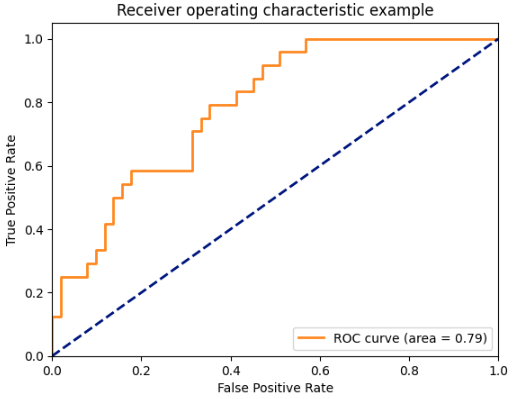 Receiver operating characteristic example
True Positive Rate
1.0
0.8
0.6
0.4
0.2
0.0
ROC curve (area = 0.79)
0.0 0.2 0.4 0.6 0.8 1.0
False Positive Rate